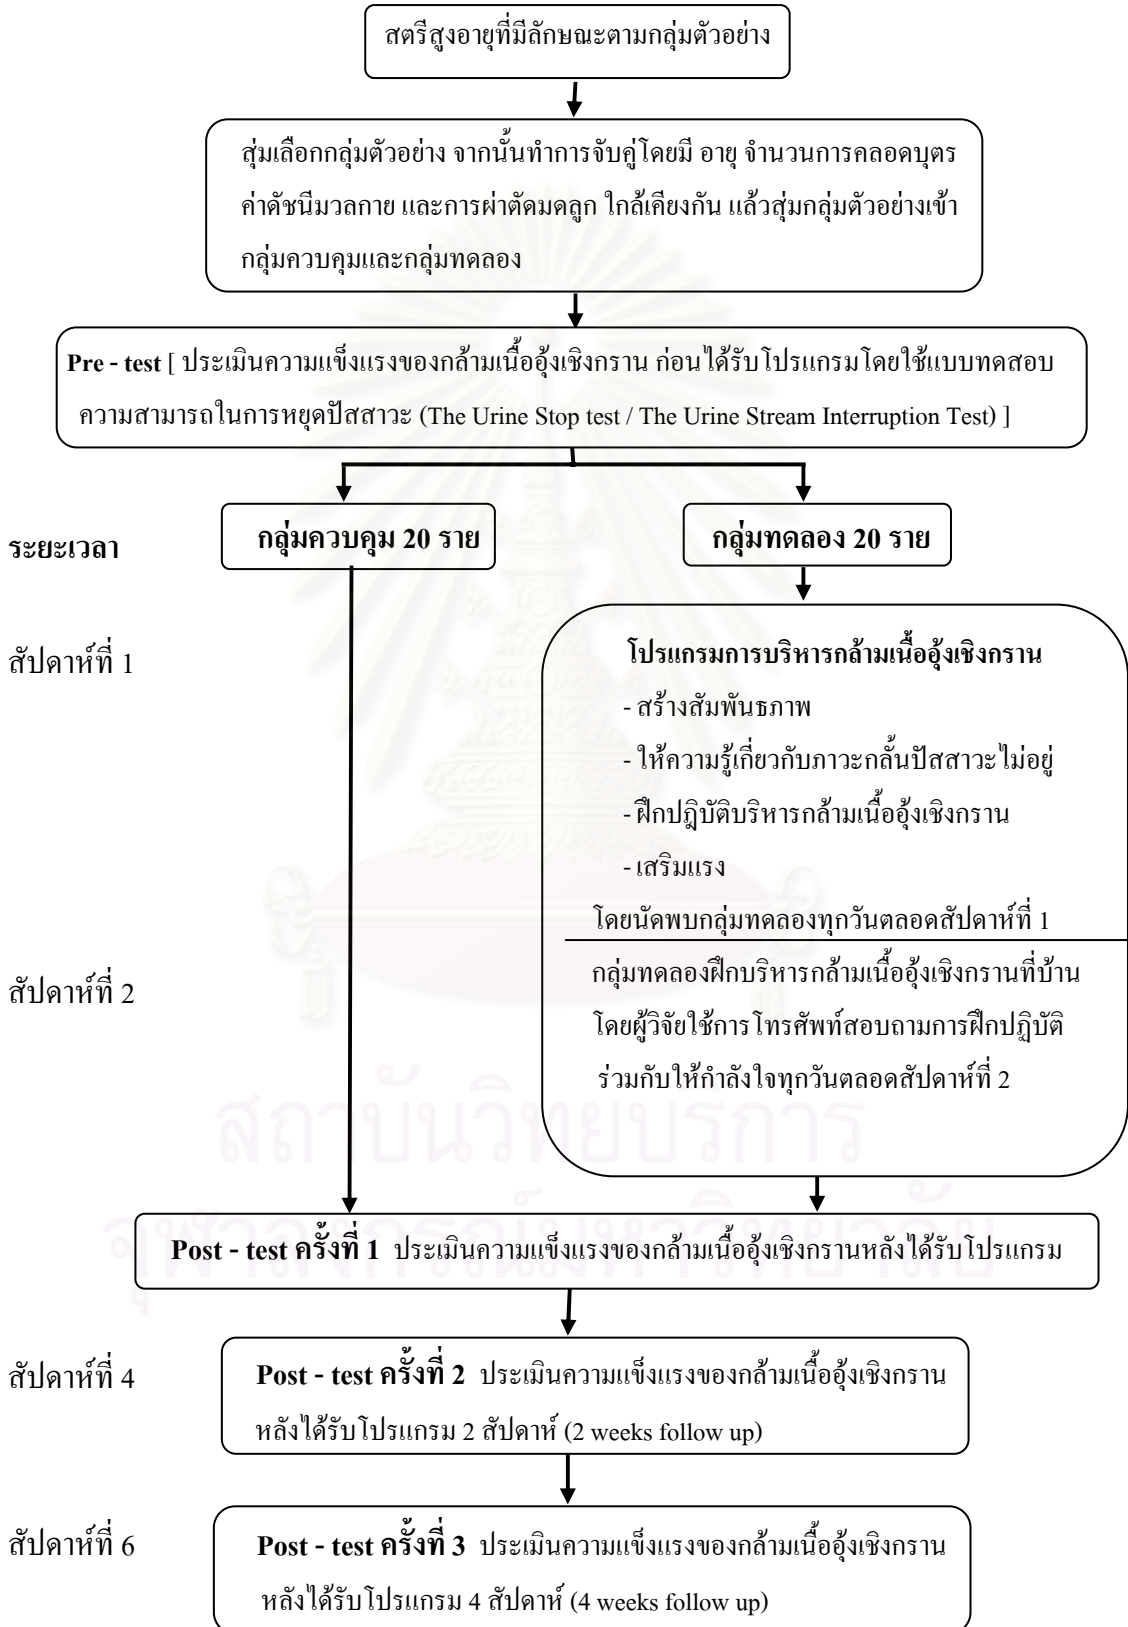 สตรีสูงอายุที่มีลักษณะตามกลุ่มตัวอย่าง
สุ่มเลือกกลุ่มตัวอย่าง จากนั้นทำการจับคู่โดยมี อายุ จำนวนการคลอดบุตร
ค่าดัชนีมวลกาย และการผ่าตัดมดลูก ใกล้เคียงกัน แล้วสุ่มกลุ่มตัวอย่างเข้า
กลุ่มควบคุมและกลุ่มทดลอง
Pre - test [ ประเมินความแข็งแรงของกล้ามเนื้ออุ้งเชิงกราน ก่อนได้รับโปรแกรมโดยใช้แบบทดสอบ
ความสามารถในการหยุดปัสสาวะ (The Urine Stop test / The Urine Stream Interruption Test) ]
ระยะเวลา
กลุ่มควบคุม 20 ราย
กลุ่มทดลอง 20 ราย
สัปดาห์ที่ 1
โปรแกรมการบริหารกล้ามเนื้ออุ้งเชิงกราน
- สร้างสัมพันธภาพ
- ให้ความรู้เกี่ยวกับภาวะกลั้นปัสสาวะไม่อยู่
- ฝึกปฎิบัติบริหารกล้ามเนื้ออุ้งเชิงกราน
- เสริมแรง
โดยนัดพบกลุ่มทดลองทุกวันตลอดสัปดาห์ที่ 1
สัปดาห์ที่ 2
กลุ่มทดลองฝึกบริหารกล้ามเนื้ออุ้งเชิงกรานที่บ้าน
โดยผู้วิจัยใช้การโทรศัพท์สอบถามการฝึกปฏิบัติ
ร่วมกับให้กำลังใจทุกวันตลอดสัปดาห์ที่ 2
สถาบันวิทยบริการ
จุฬาลงกรณ์มหาวิทยาลัย
Post - test ครั้งที่ 1 ประเมินความแข็งแรงของกล้ามเนื้ออุ้งเชิงกรานหลังได้รับโปรแกรม
สัปดาห์ที่ 4
Post - test ครั้งที่ 2 ประเมินความแข็งแรงของกล้ามเนื้ออุ้งเชิงกราน
หลังได้รับโปรแกรม 2 สัปดาห์ (2 weeks follow up)
สัปดาห์ที่ 6
Post - test ครั้งที่ 3 ประเมินความแข็งแรงของกล้ามเนื้ออุ้งเชิงกราน
หลังได้รับโปรแกรม 4 สัปดาห์ (4 weeks follow up)